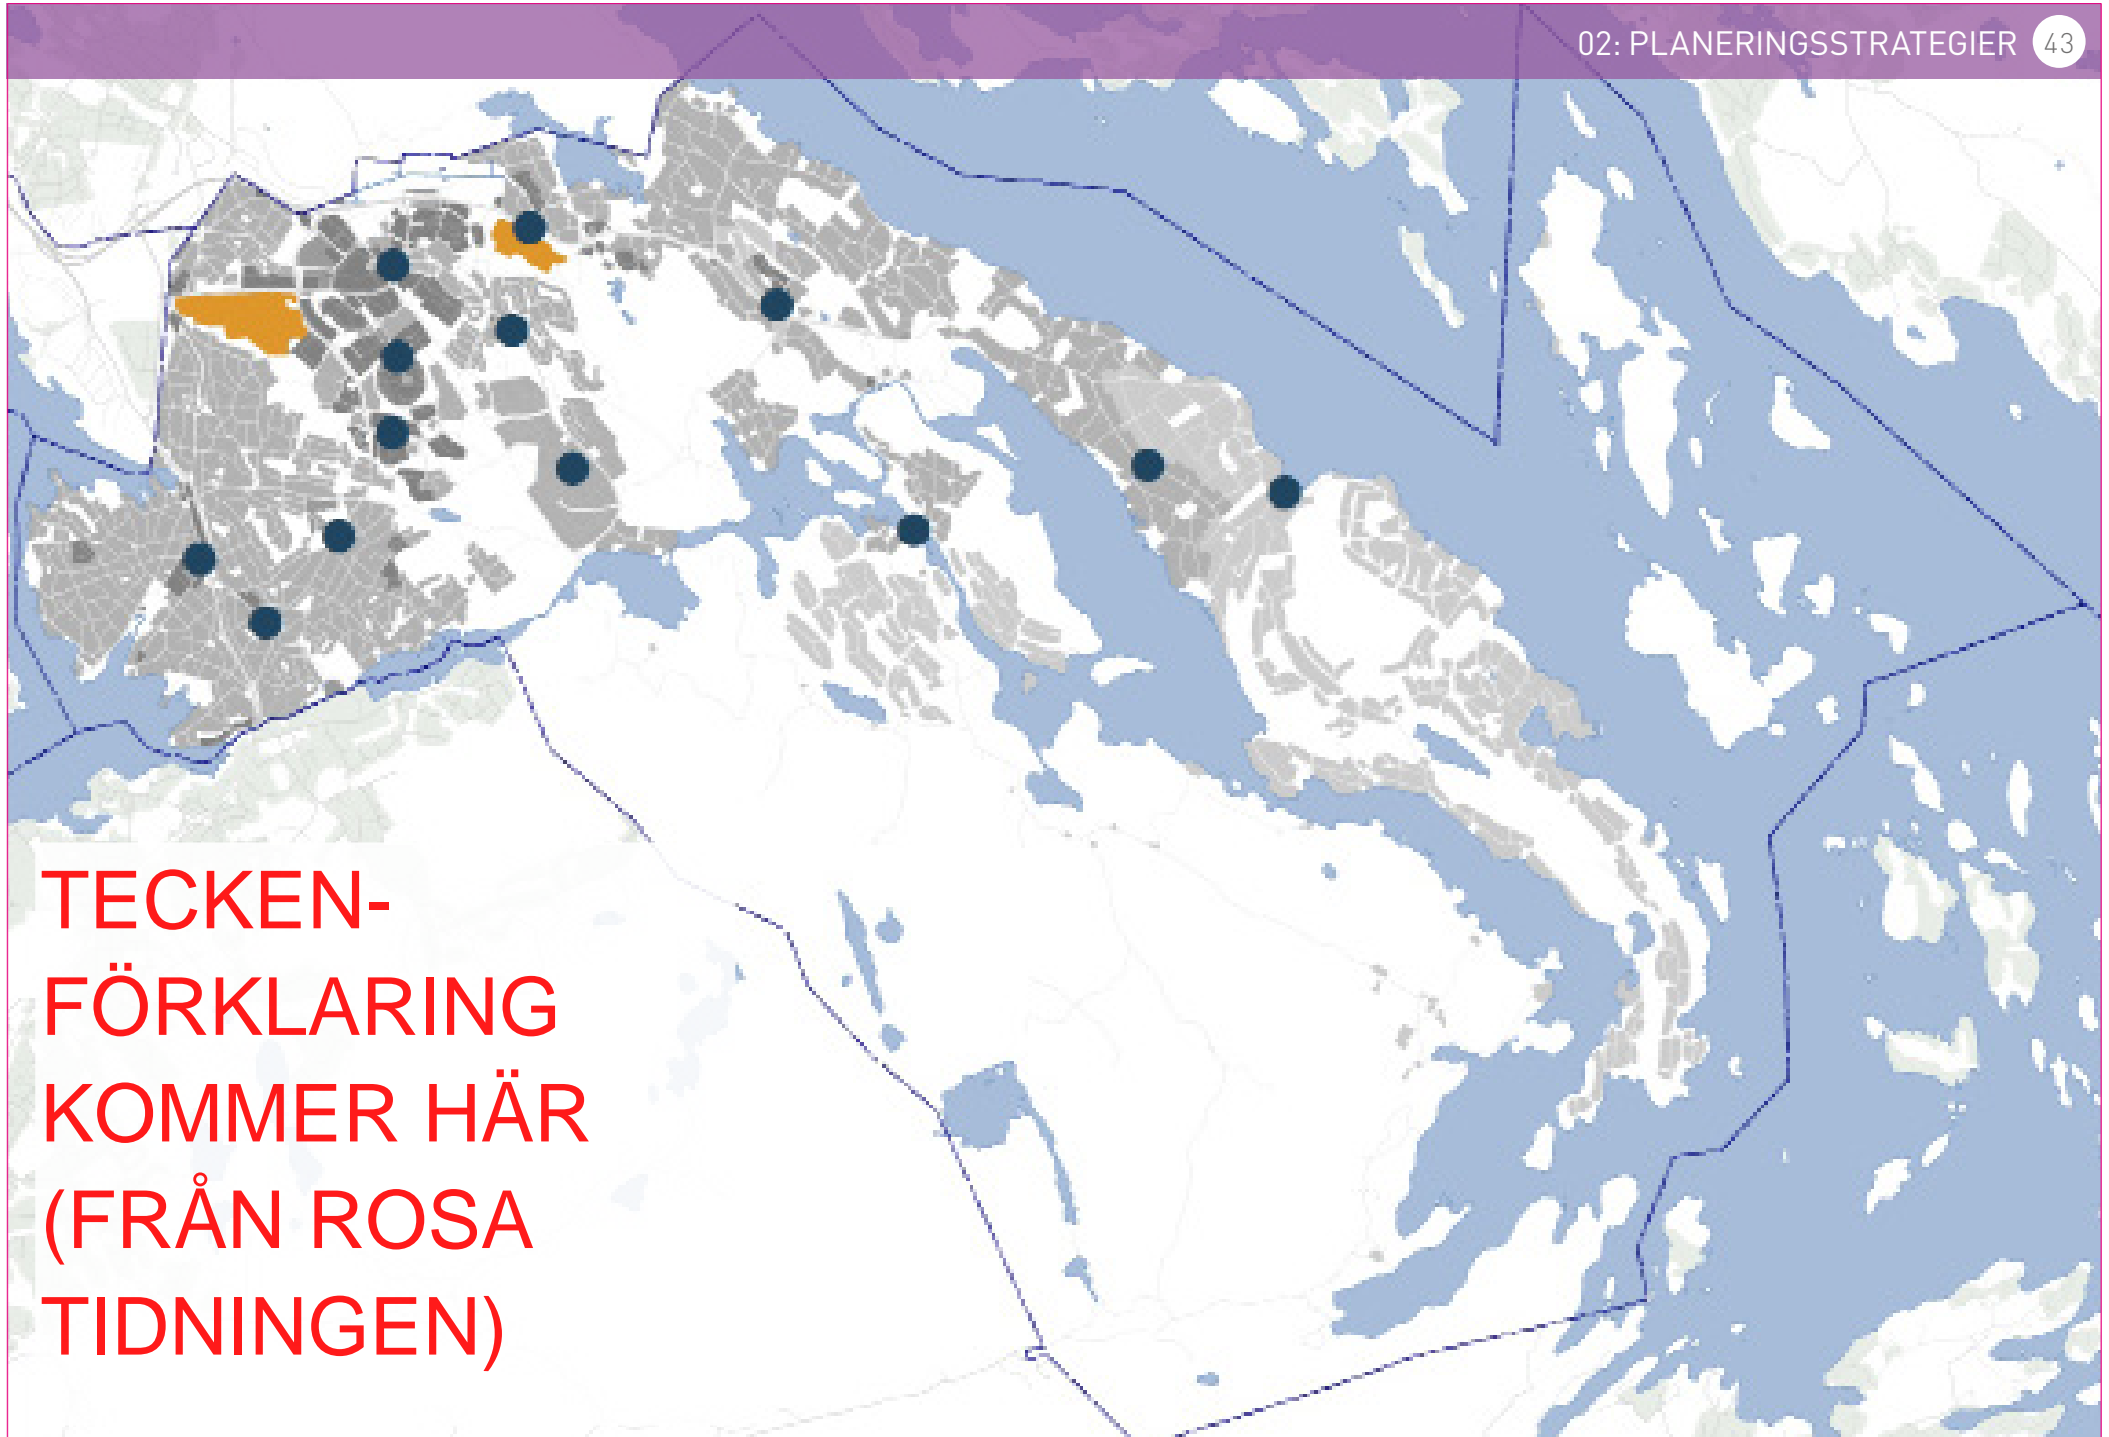 02: PLANERINGSSTRATEGIER 43
TECKEN-
FÖRKLARING
KOMMER HÄR
(FRÅN ROSA
TIDNINGEN)